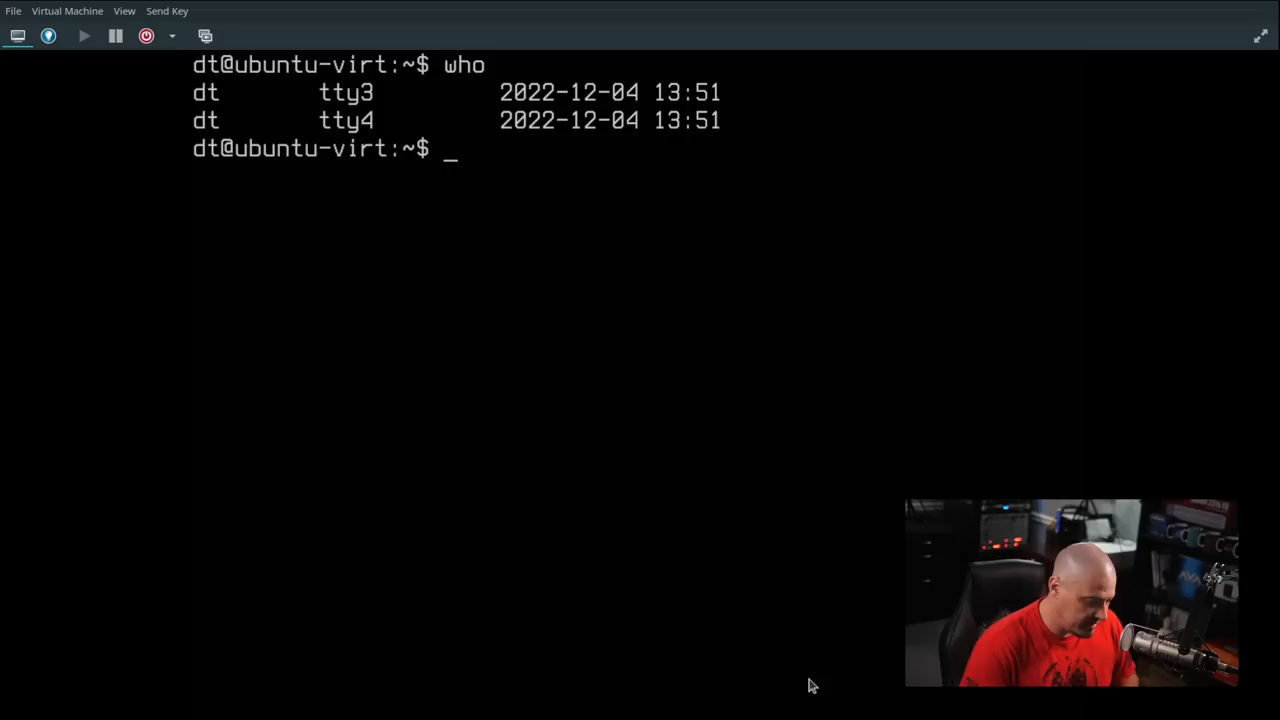 File Virtual Machine View Send Key
dt@ubuntu-virt:~$ who
dt tty3 2022-12-04 13:51
dt tty4 2022-12-04 13:51
dt@ubuntu-virt:~$ _